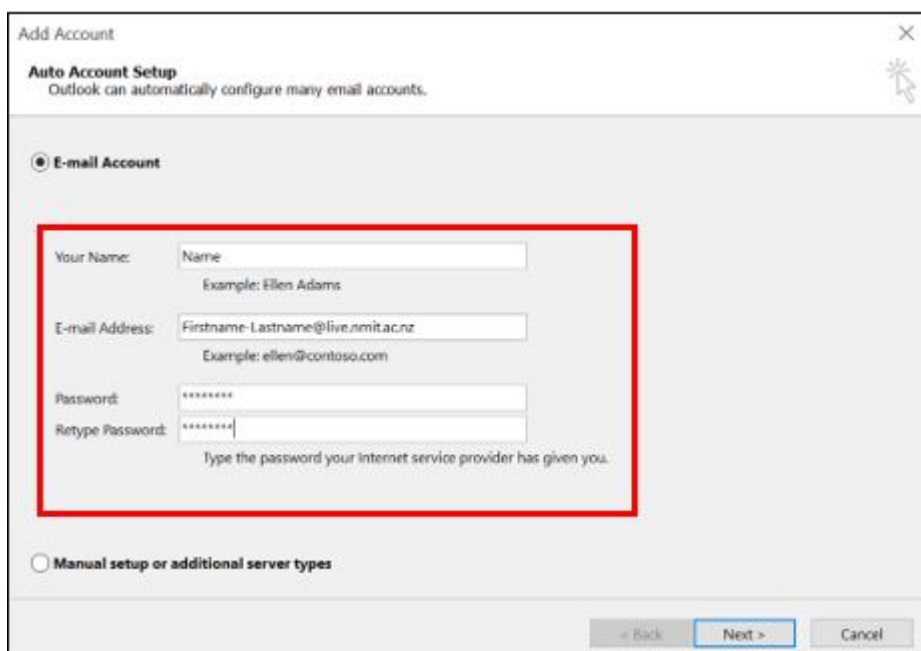 Add Account
Auto Account Setup
Outlook can automatically configure many email accounts.
E-mail Account
Your Name: Name
Example: Ellen Adams
E-mail Address: Firstname-Lastname@live.nmit.ac.nz
Example: ellen@contoso.com
Password: ********
Retype Password: ********
Type the password your Internet service provider has given you.
Manual setup or additional server types
< Back Next > Cancel